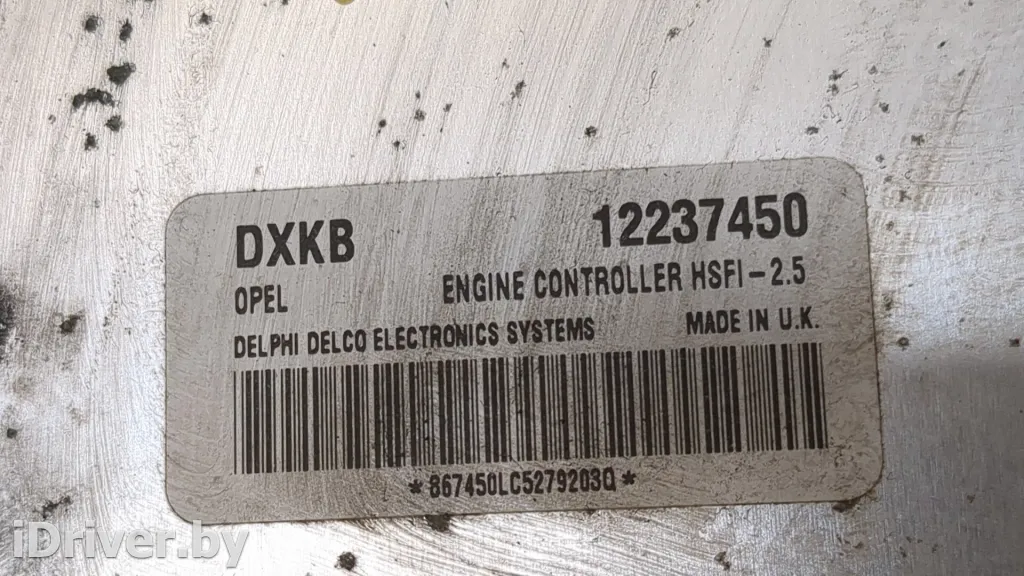 DXKB 12237450
OPEL ENGINE CONTROLLER HSFI-2.5
DELPHI DELCO ELECTRONICS SYSTEMS MADE IN U.K.
*867450LC5279203Q*
iDriver.by